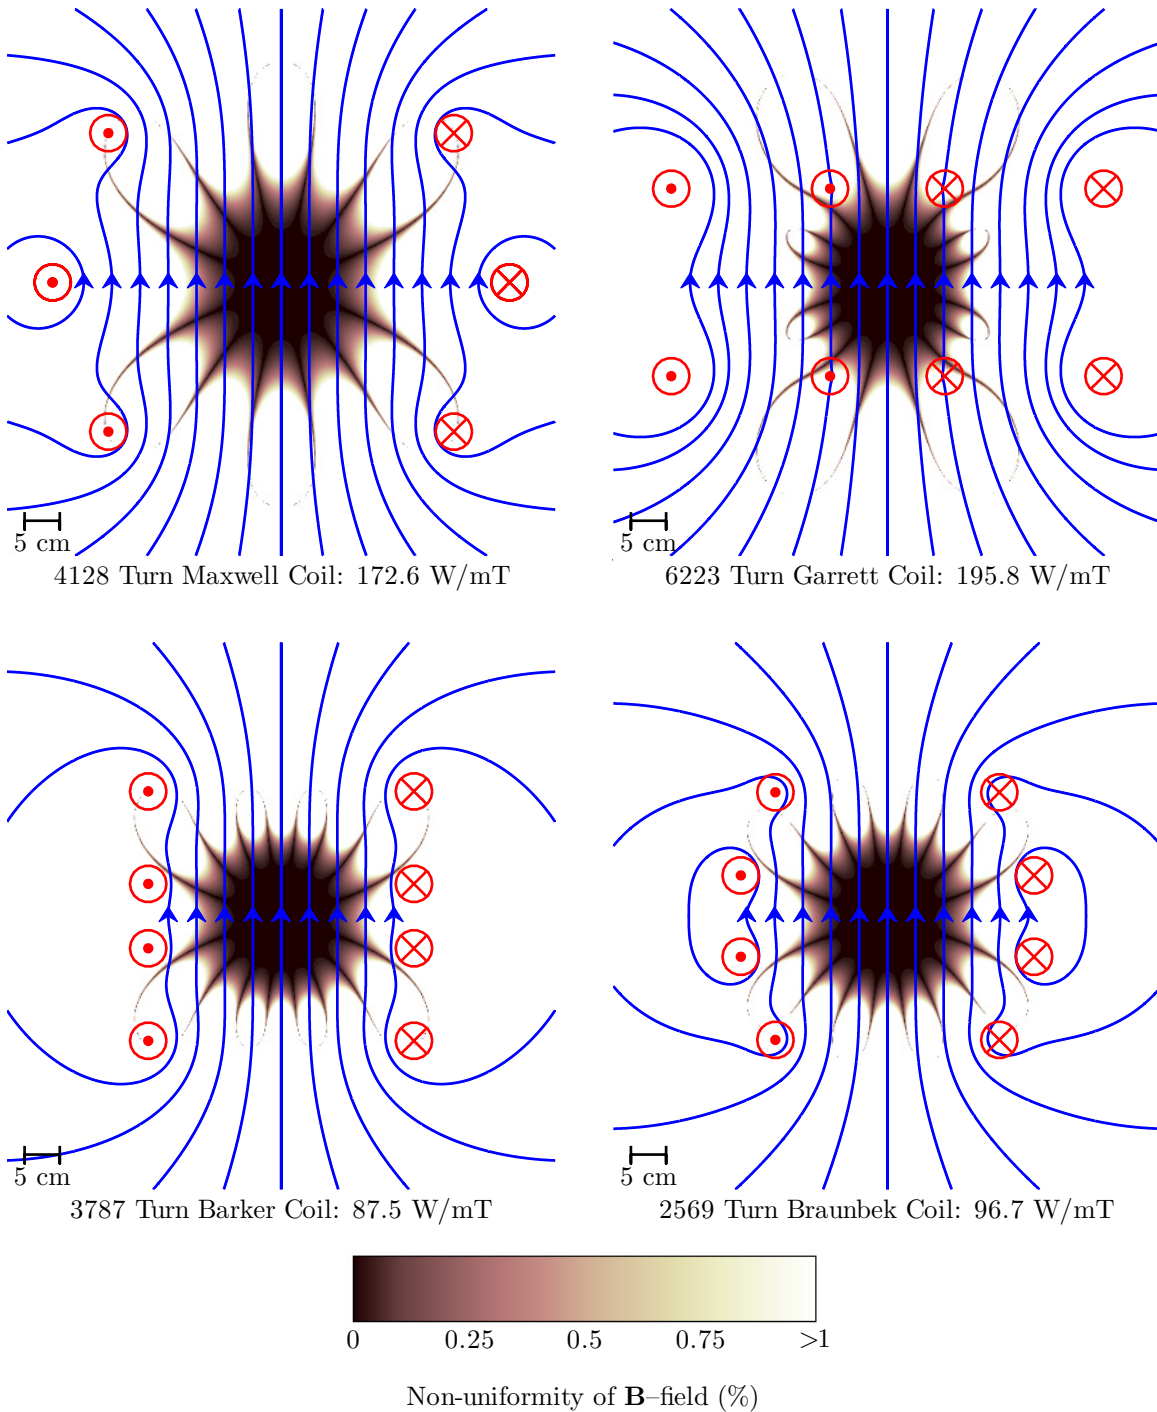 5 cm
4128 Turn Maxwell Coil: 172.6 W/mT
5 cm
6223 Turn Garrett Coil: 195.8 W/mT
5 cm
3787 Turn Barker Coil: 87.5 W/mT
5 cm
2569 Turn Braunbek Coil: 96.7 W/mT
0 0.25 0.5 0.75 >1
Non-uniformity of B–field (%)